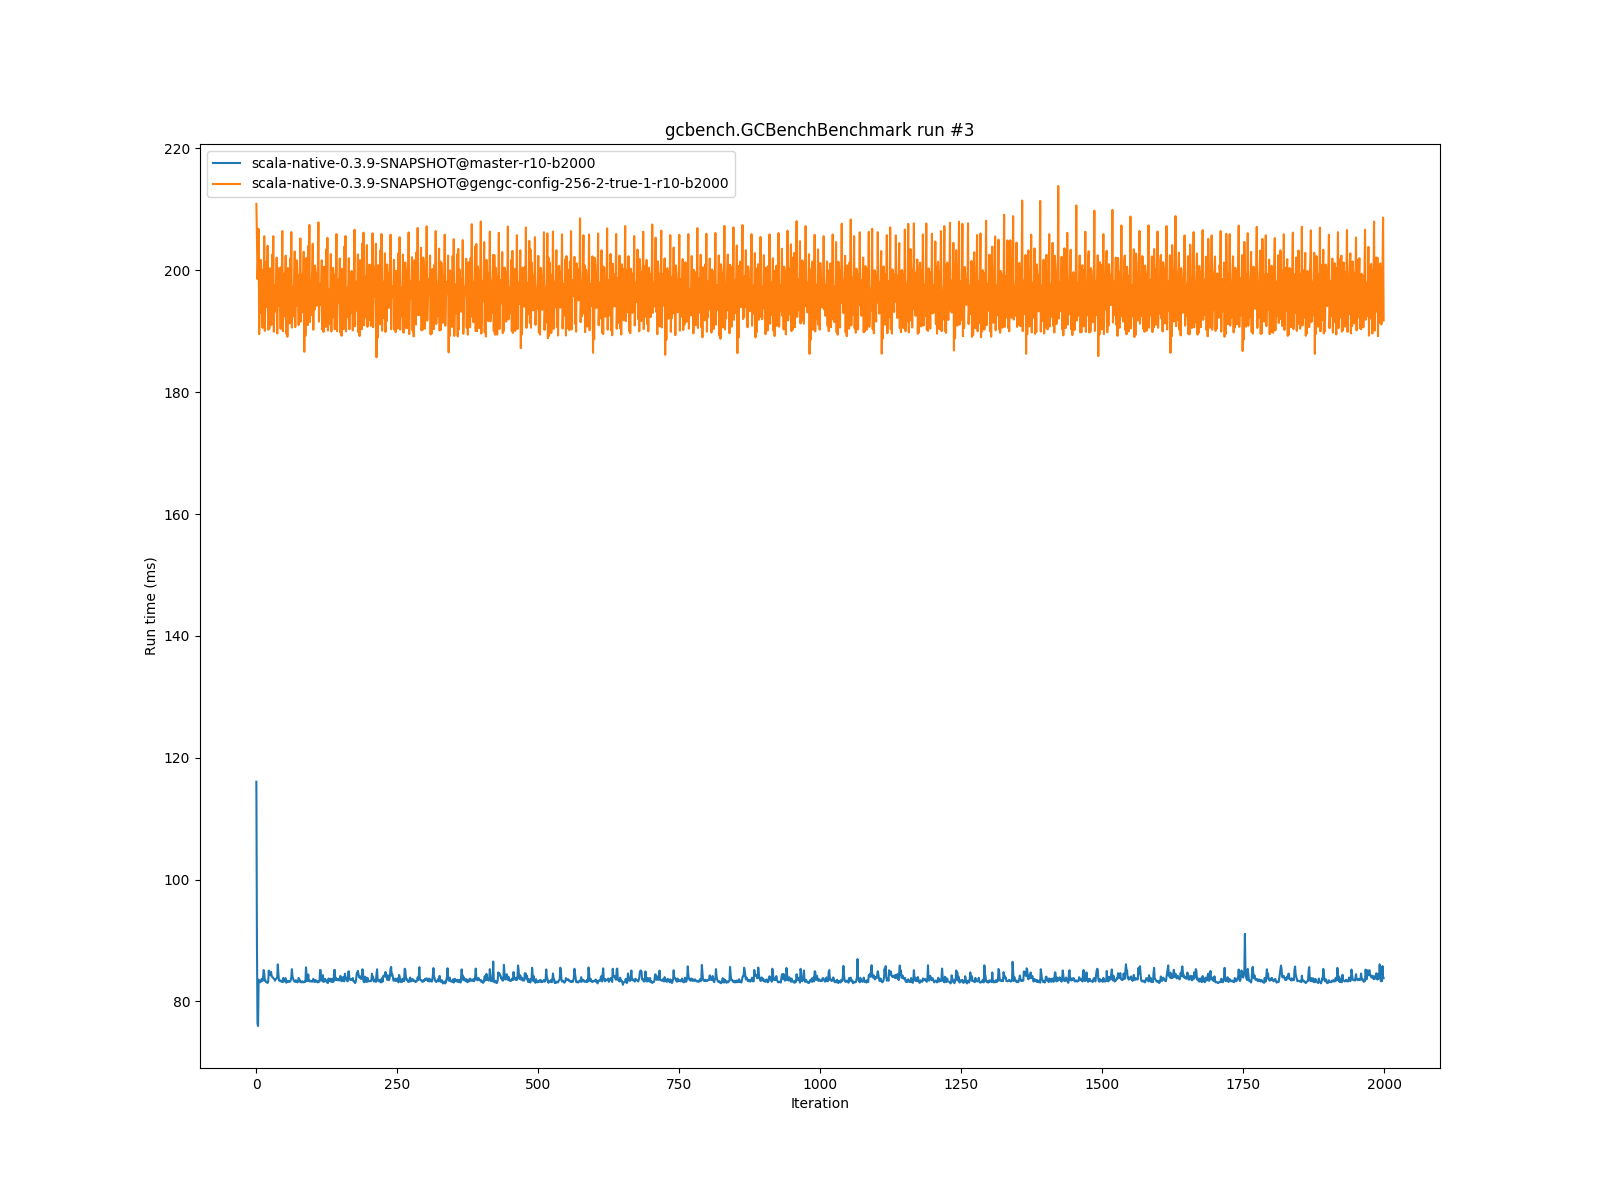 gcbench.GCBenchBenchmark run #3
scala-native-0.3.9-SNAPSHOT@master-r10-b2000
scala-native-0.3.9-SNAPSHOT@gengc-config-256-2-true-1-r10-b2000
220
200
180
160
140
120
100
80
Run time (ms)
0 250 500 750 1000 1250 1500 1750 2000
Iteration